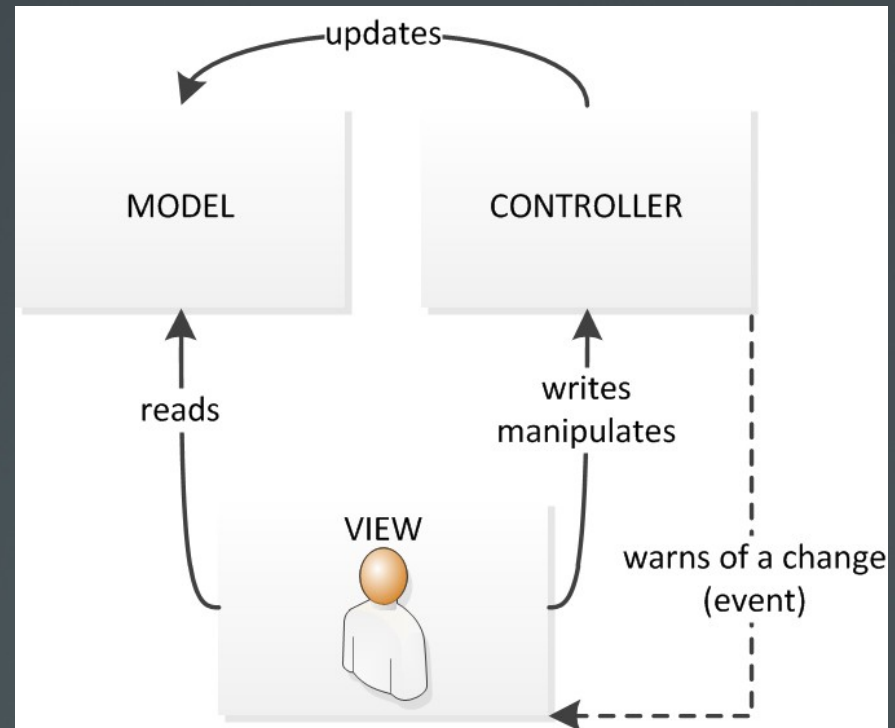 updates
MODEL
CONTROLLER
reads
writes
manipulates
VIEW
warns of a change
(event)